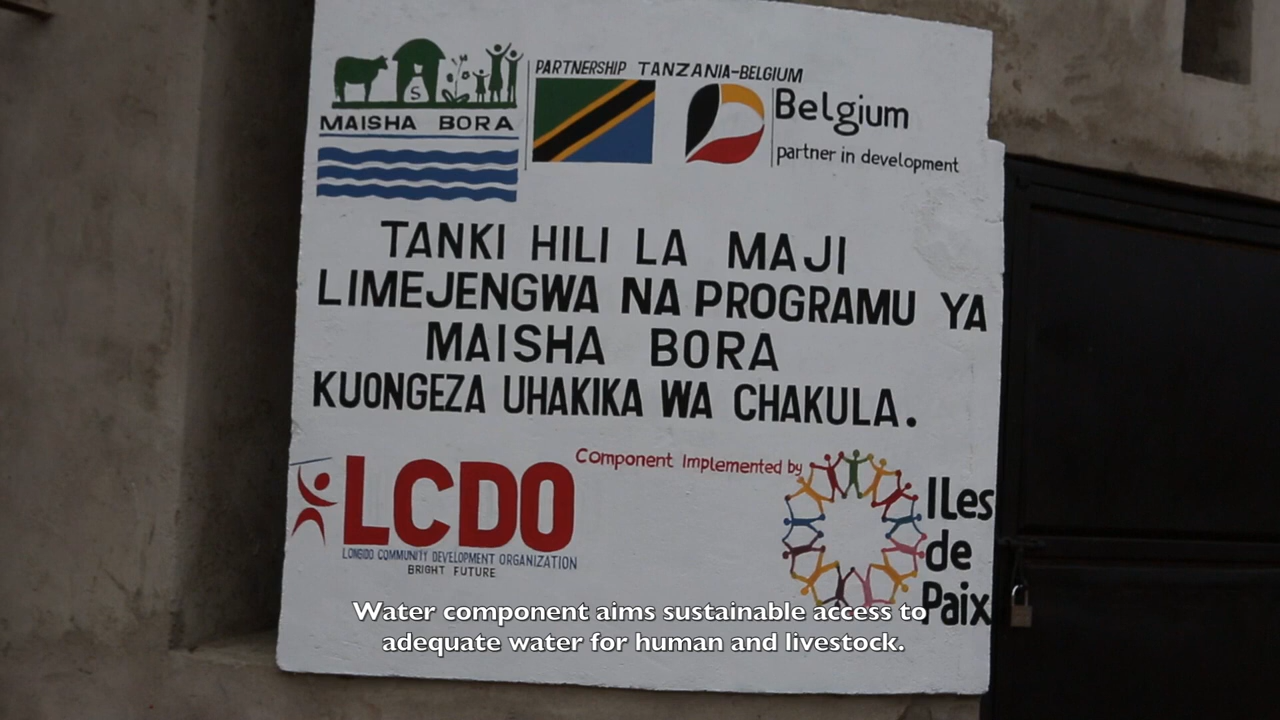 PARTNERSHIP TANZANIA-BELGIUM
MAISHA BORA
Belgium
partner in development
TANKI HILI LA MAJI
LIMEJENGWA NA PROGRAMU YA
MAISHA BORA
KUONGEZA UHAKIKA WA CHAKULA.
Component Implemented by
LCDO
LONGIDO COMMUNITY DEVELOPMENT ORGANIZATION
BRIGHT FUTURE
ILes
de
Paix
Water component aims sustainable access to
adequate water for human and livestock.